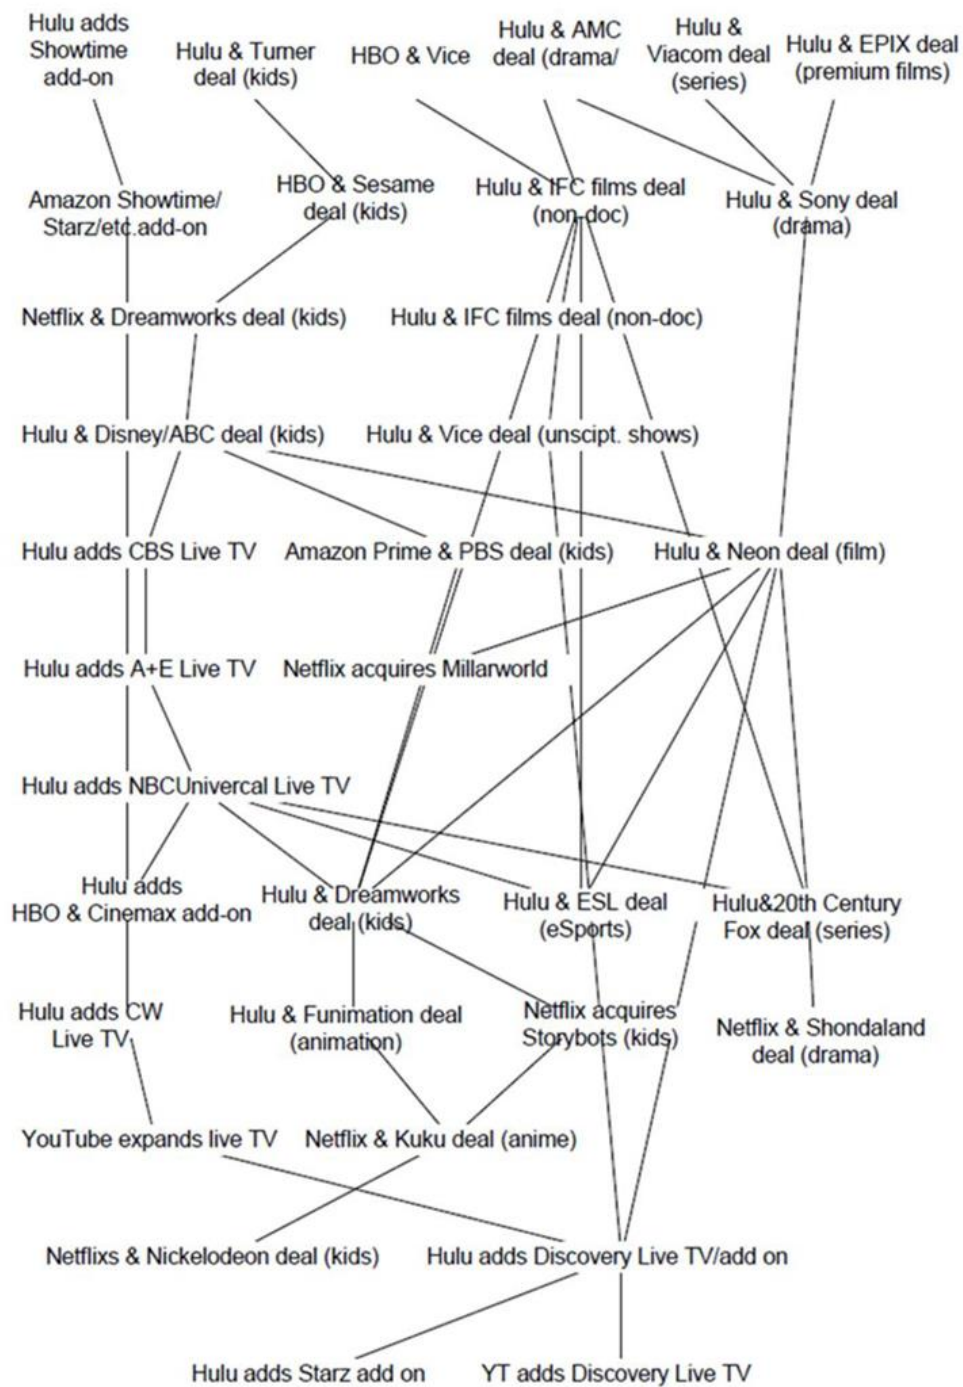 Hulu adds
Showtime
add-on
Hulu & Turner
deal (kids)
HBO & Vice
Hulu & AMC
deal (drama/
Hulu &
Viacom deal
(series)
Hulu & EPIX deal
(premium films)
Amazon Showtime/
Starz/etc.add-on
HBO & Sesame
deal (kids)
Hulu & IFC films deal
(non-doc)
Hulu & Sony deal
(drama)
Netflix & Dreamworks deal (kids)
Hulu & IFC films deal (non-doc)
Hulu & Disney/ABC deal (kids)
Hulu & Vice deal (unscipt. shows)
Hulu adds CBS Live TV
Amazon Prime & PBS deal (kids)
Hulu & Neon deal (film)
Hulu adds A+E Live TV
Netflix acquires Millarworld
Hulu adds NBCUnivercal Live TV
Hulu adds
HBO & Cinemax add-on
Hulu & Dreamworks
deal (kids)
Hulu & ESL deal
(eSports)
Hulu&20th Century
Fox deal (series)
Hulu adds CW
Live TV
Hulu & Funimation deal
(animation)
Netflix acquires
Storybots (kids)
Netflix & Shondaland
deal (drama)
YouTube expands live TV
Netflix & Kuku deal (anime)
Netflixs & Nickelodeon deal (kids)
Hulu adds Discovery Live TV/add on
Hulu adds Starz add on
YT adds Discovery Live TV